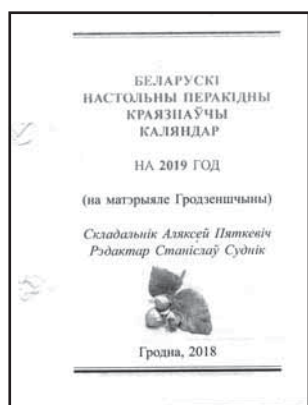 БЕЛАРУСКІ
НАСТОЛЬНЫ ПЕРАКІДНЫ
КРАЯЗНАЎЧЫ
КАЛЯНДАР
НА 2019 ГОД
(на матэрыяле Гродзеншчыны)
Складальнік Аляксей Пяткевіч
Рэдактар Станіслаў Суднік
Гродна, 2018